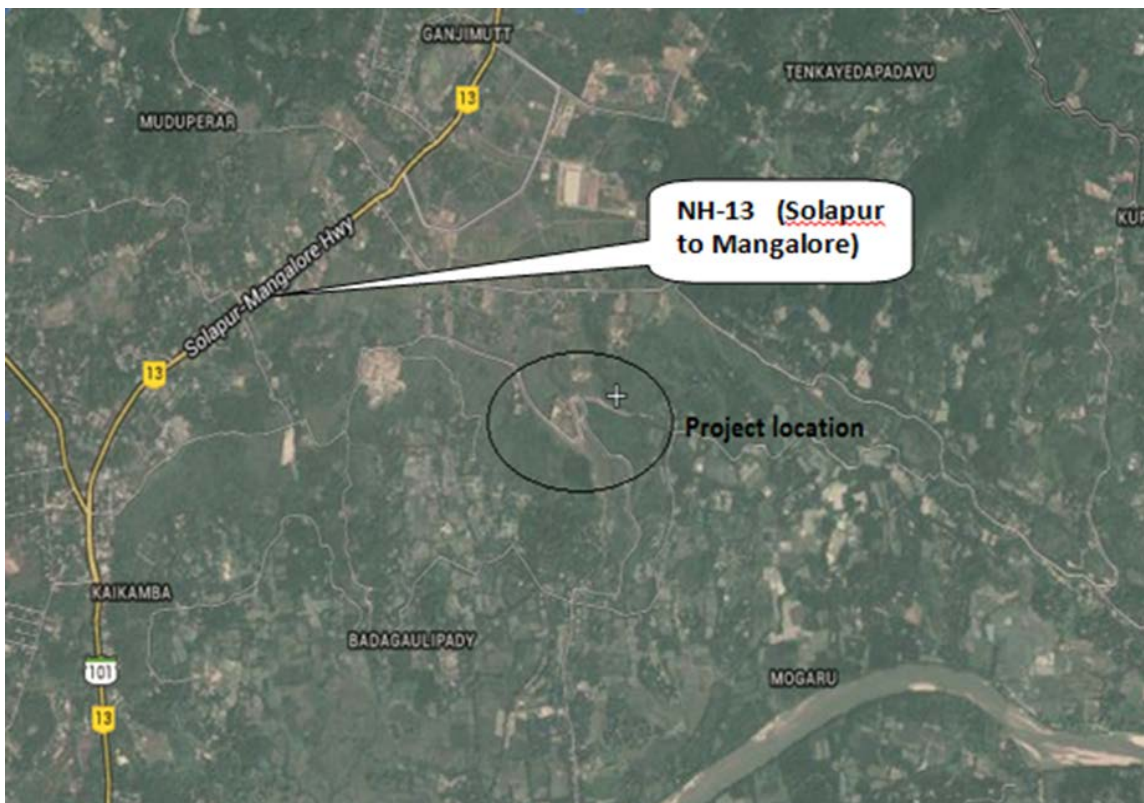 GANJIMUTT
TENKAYEDAPADAVU
13
MUDUPERAR
NH-13 (Solapur
to Mangalore)
KUP
Solapur-Mangalore Hwy
13
Project location
KAIKAMBA
BADAGAULIPADY
101
MOGARU
13